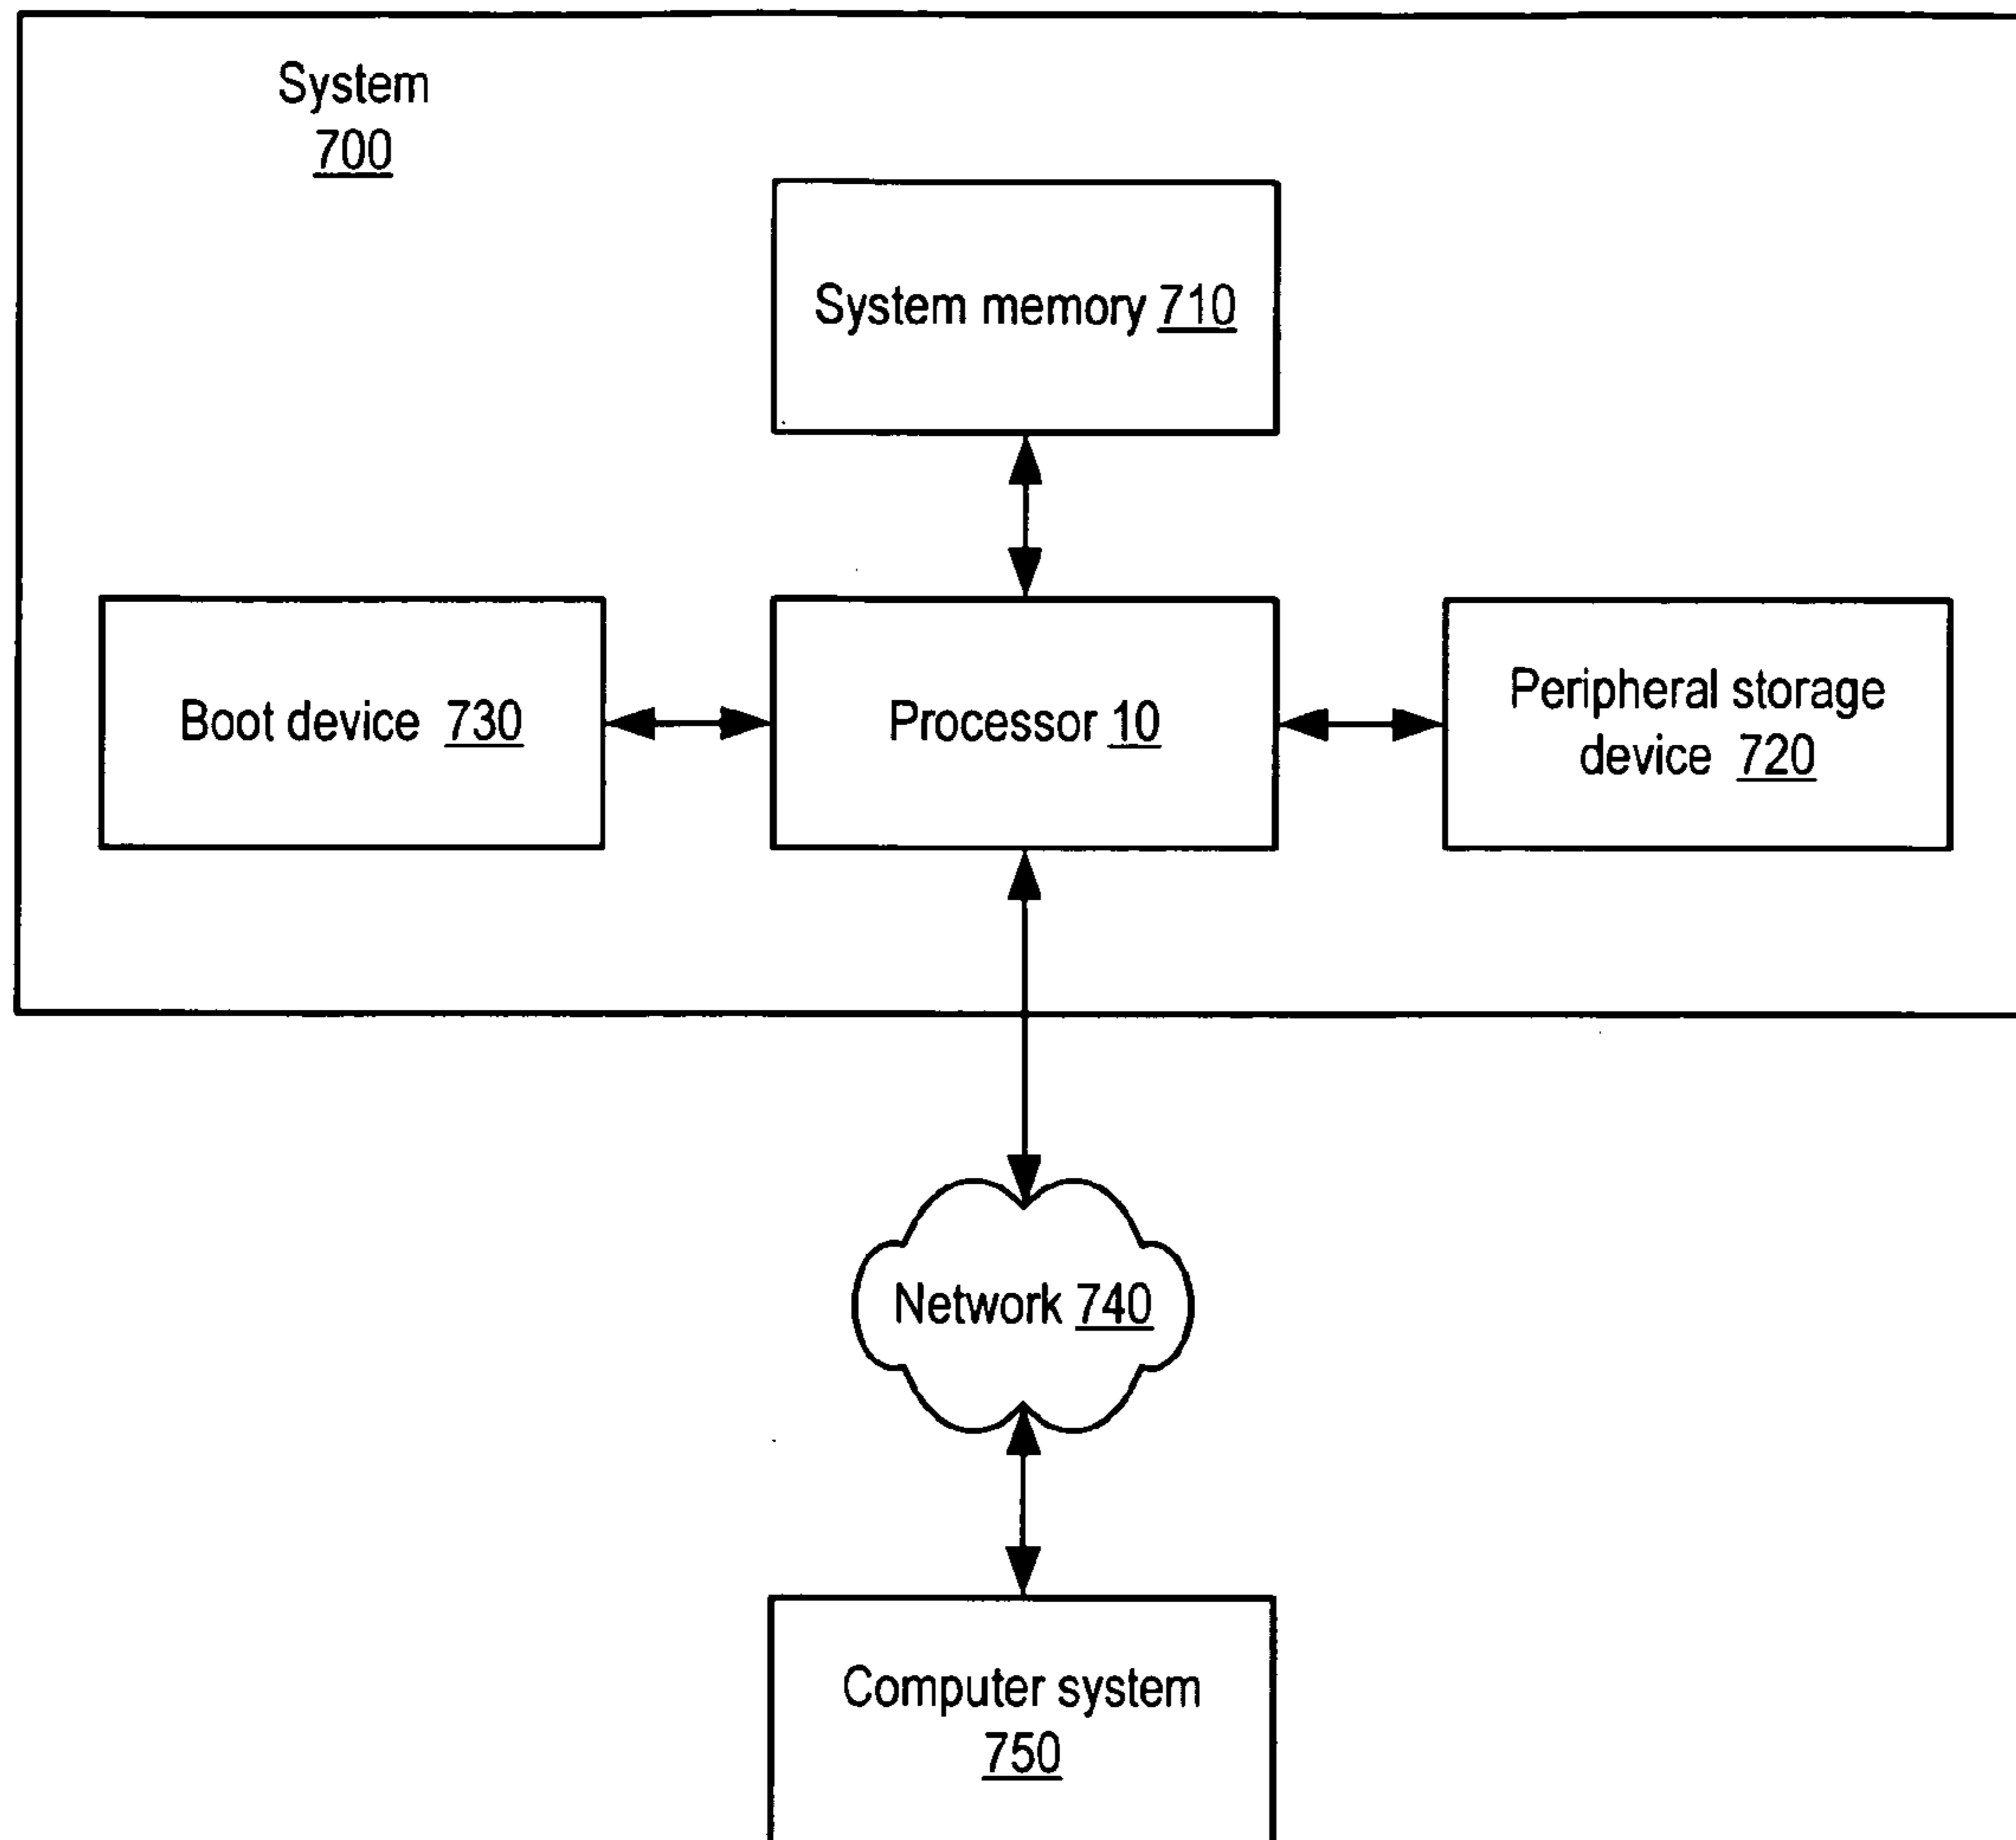 System
700
System memory 710
Boot device 730
Processor 10
Peripheral storage
device 720
Network 740
Computer system
750